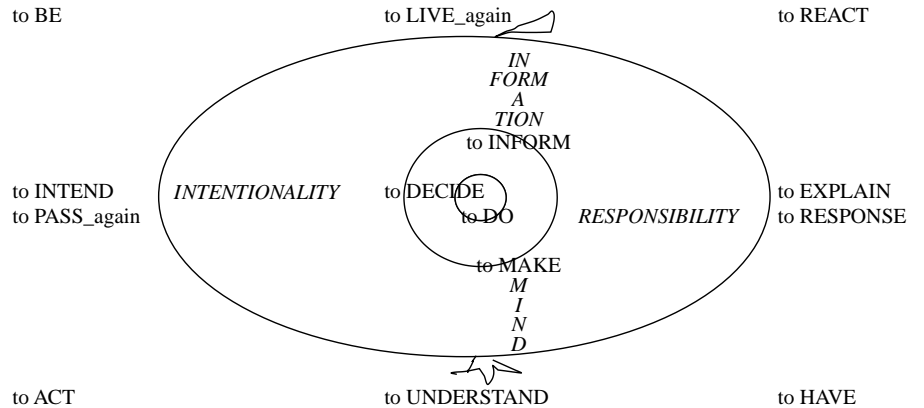 to BE to LIVE_again to REACT
IN
FORM
A
TION
to INFORM
to INTEND INTENTIONALITY to DECIDE to EXPLAIN
to PASS_again to DO RESPONSIBILITY to RESPONSE
to MAKE
M
I
N
D
to ACT to UNDERSTAND to HAVE